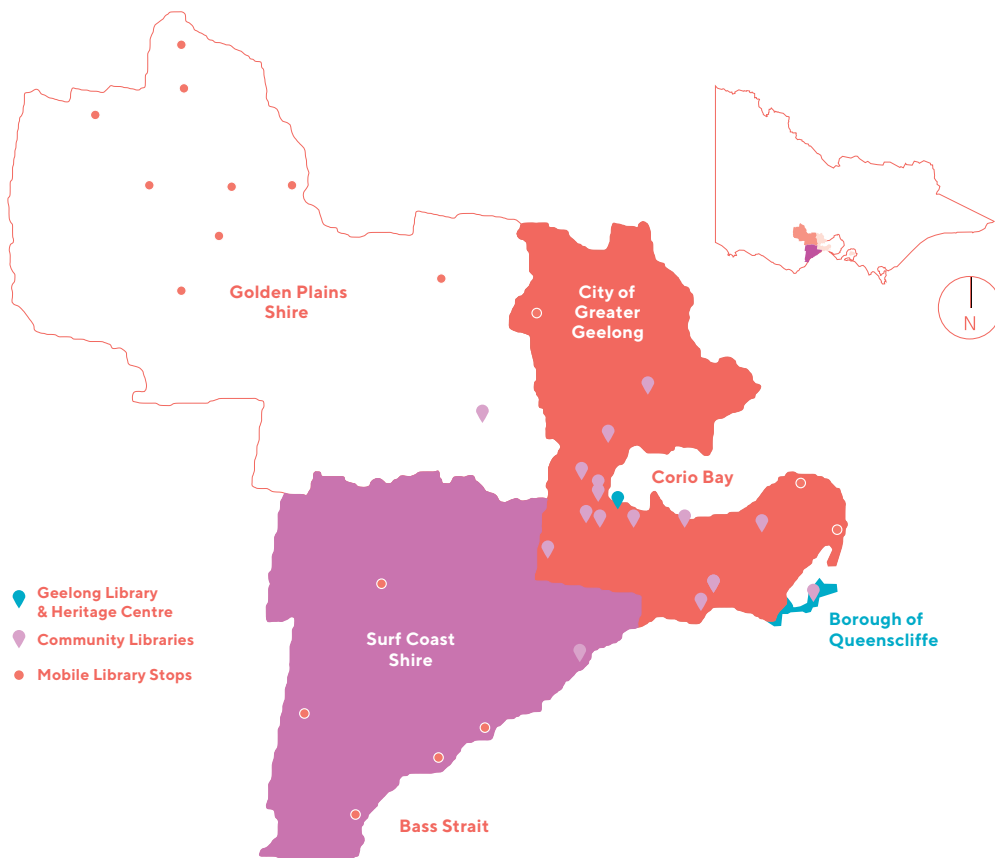 Golden Plains
Shire
City of
Greater
Geelong
N
Corio Bay
Geelong Library
& Heritage Centre
Community Libraries
Mobile Library Stops
Surf Coast
Shire
Borough of
Queenscliffe
Bass Strait